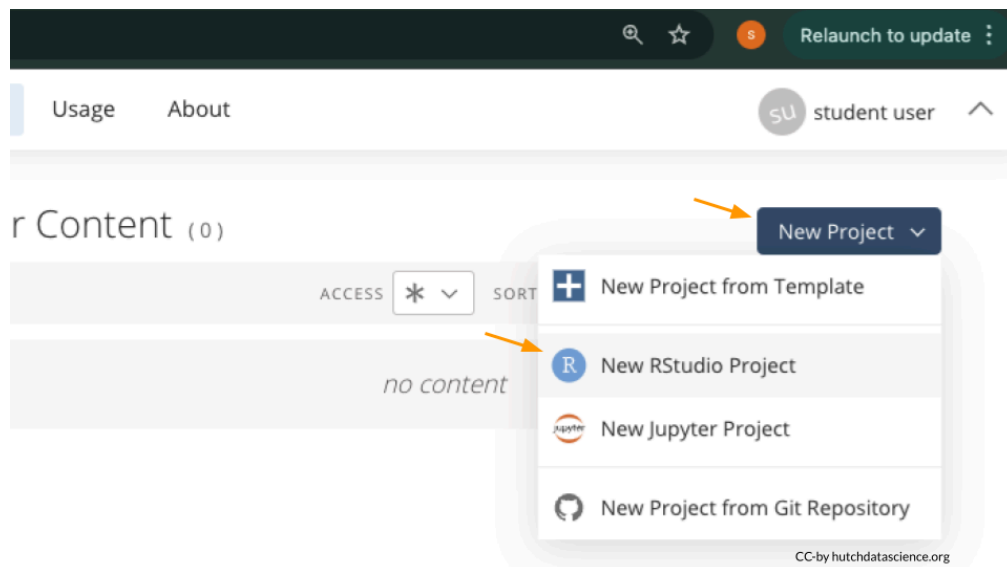 S Relaunch to update
Usage About su student user
r Content (0)
New Project
ACCESS * SORT
New Project from Template
R New RStudio Project
no content
jupyter New Jupyter Project
New Project from Git Repository
CC-by hutchdatascience.org